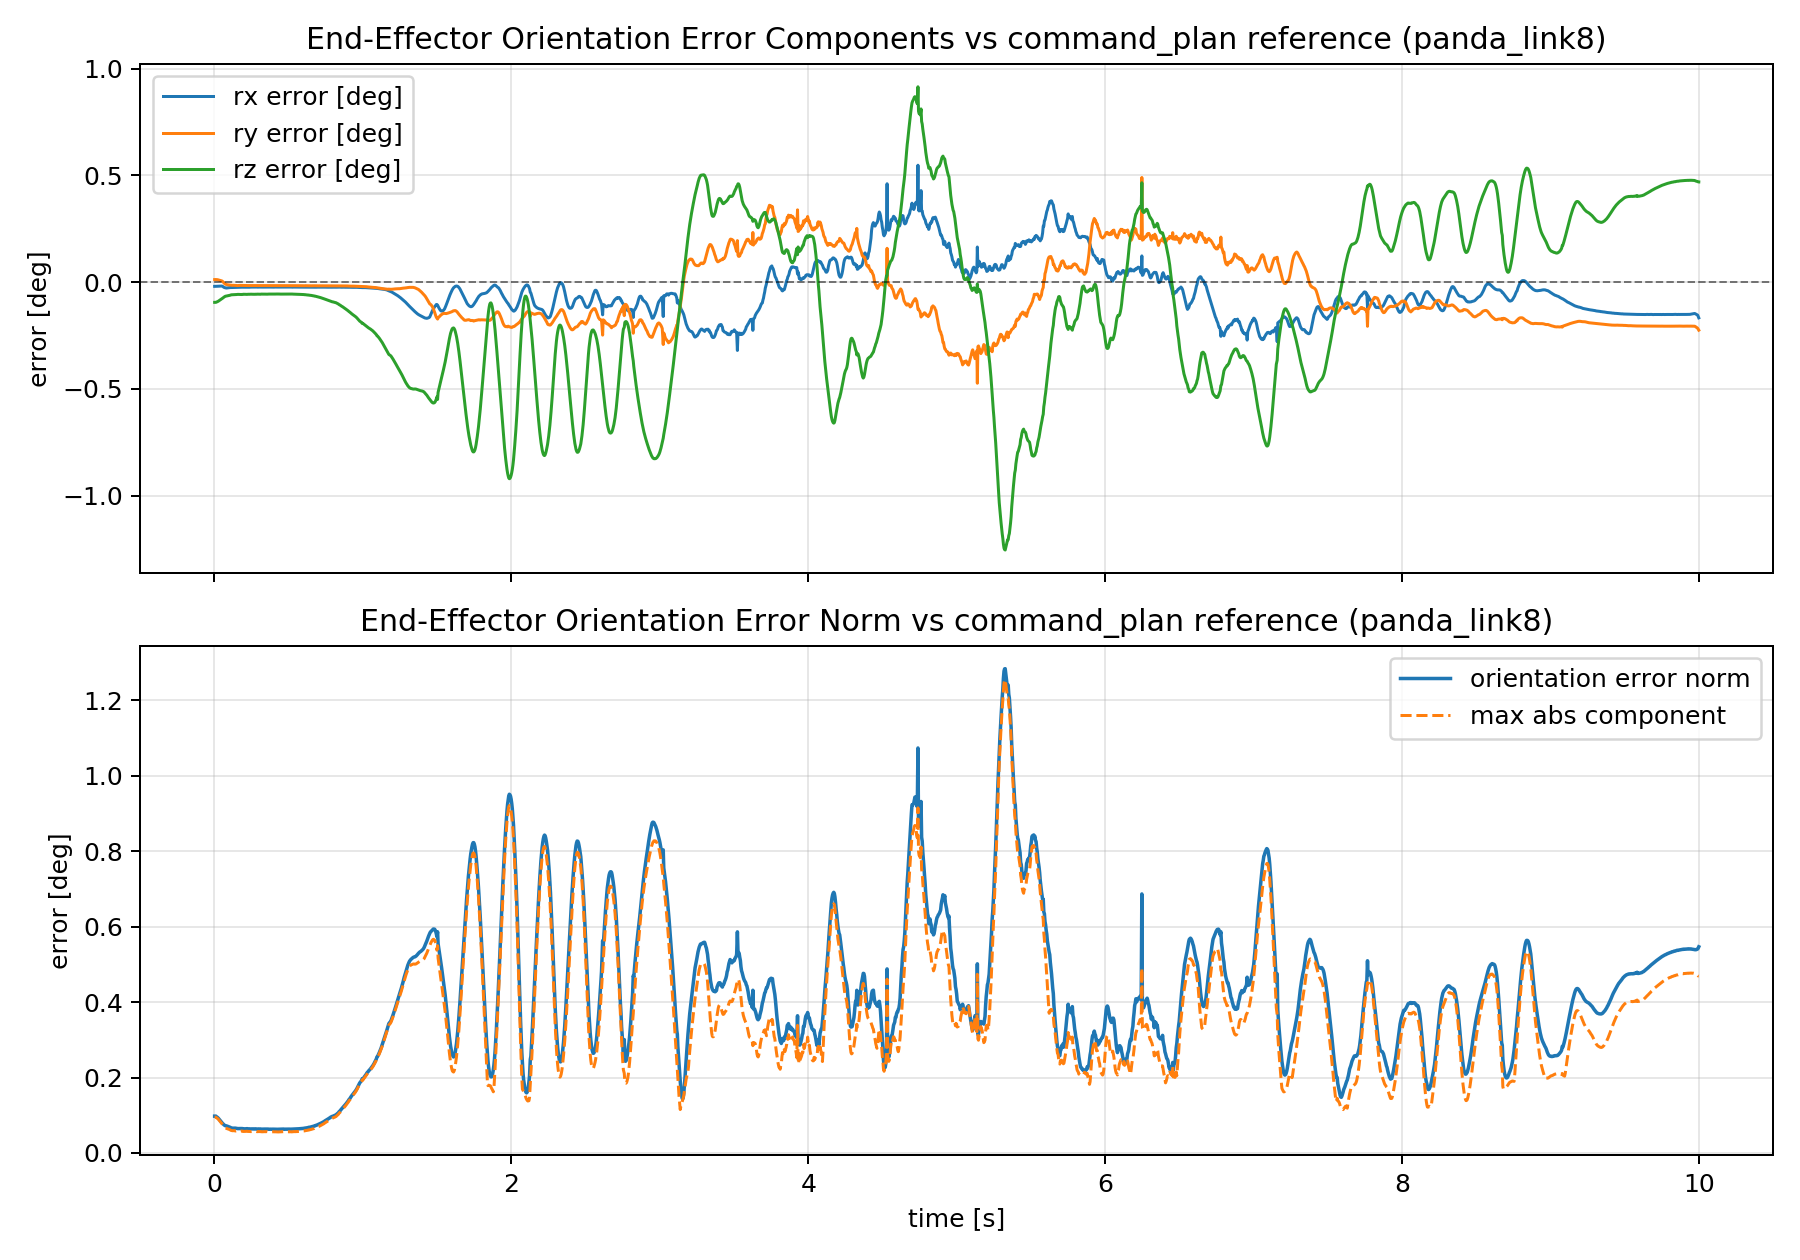 End-Effector Orientation Error Components vs command_plan reference (panda_link8)
1.0
0.5
0.0
−0.5
−1.0
error [deg]
rx error [deg]
ry error [deg]
rz error [deg]
End-Effector Orientation Error Norm vs command_plan reference (panda_link8)
1.2
1.0
0.8
0.6
0.4
0.2
0.0
error [deg]
orientation error norm
max abs component
0 2 4 6 8 10
time [s]